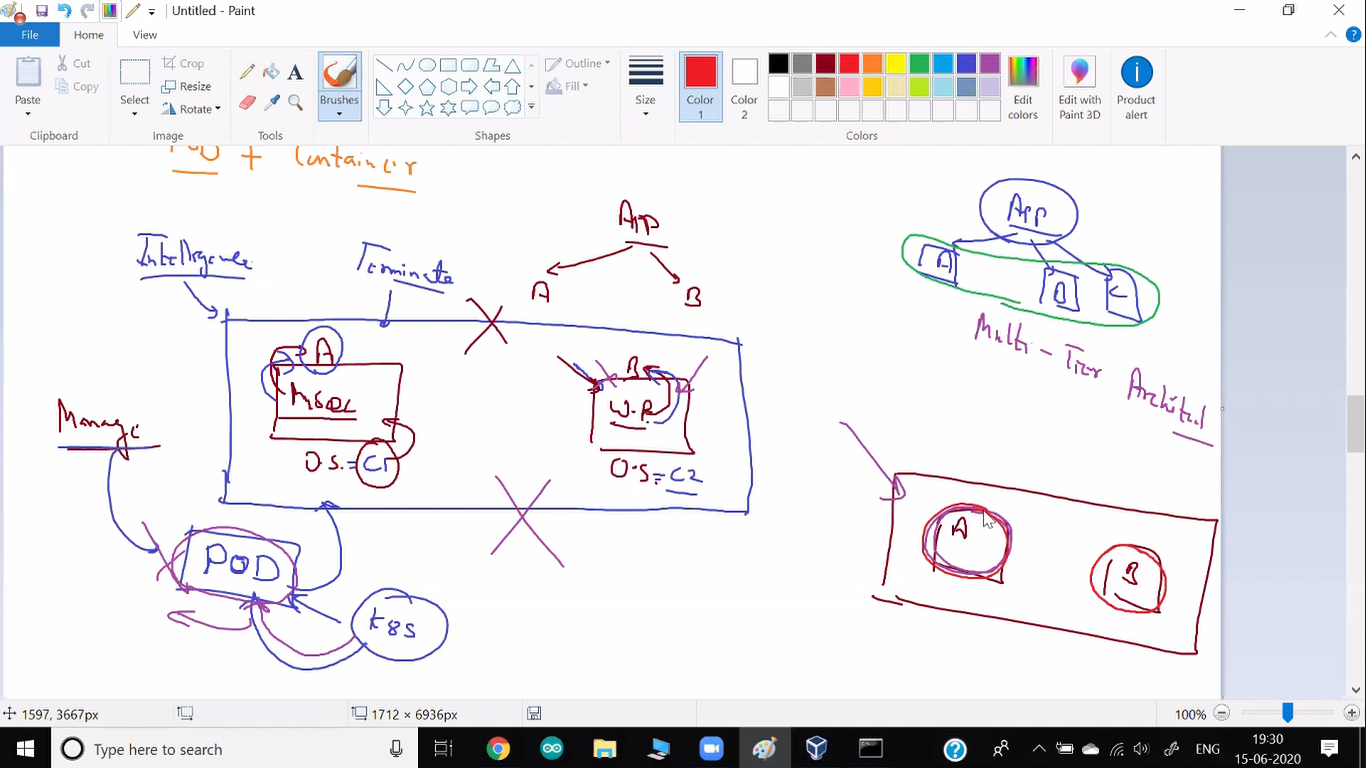 Untitled - Paint
File Home View
Paste
Cut
Copy
Clipboard
Select
Crop
Resize
Rotate
Image
Tools
Brushes
Shapes
Outline
Fill
Size
Color 1
Color 2
Colors
Edit colors
Edit with Paint 3D
Product alert
POD + Container
App
A B
Intelligence
Terminate
App
A B C
Multi-Tier Architect
A
MySQL
O.S. = C1
B
W.P.
O.S. = C2
Manage
POD
K8S
A
B
1597, 3667px
1712 × 6936px
100%
Type here to search
ENG
19:30
15-06-2020